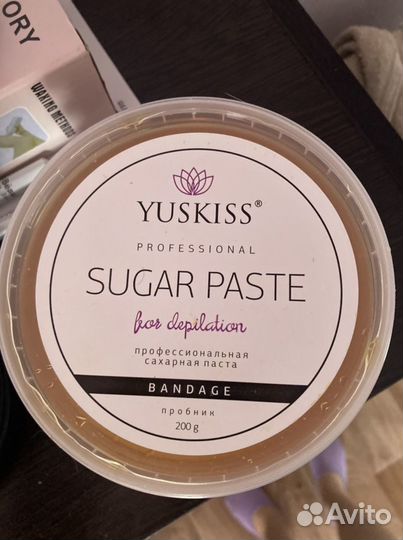 ORY
WAXING METHODS
YUSKISS®
PROFESSIONAL
SUGAR PASTE
for depilation
профессиональная
сахарная паста
BANDAGE
пробник
200 g
Avito